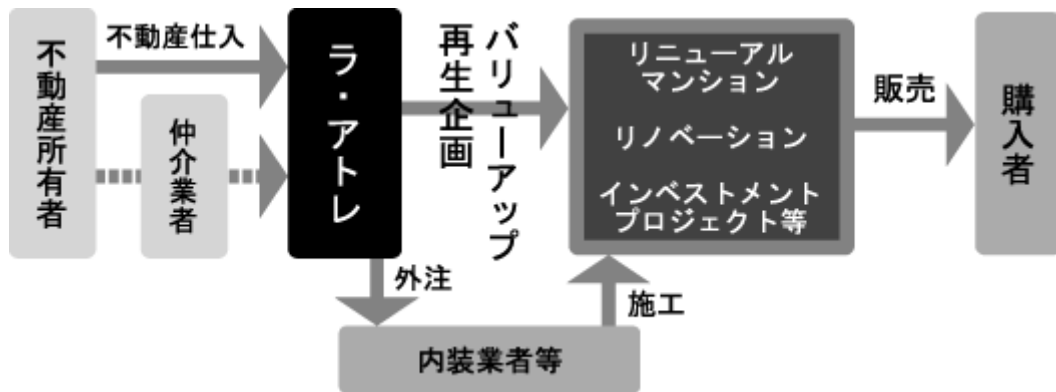 不動産所有者
不動産仕入
仲介業者
ラ・アトレ
バリューアップ
再生企画
リニューアル
マンション
リノベーション
インベストメント
プロジェクト等
販売
購入者
外注
施工
内装業者等